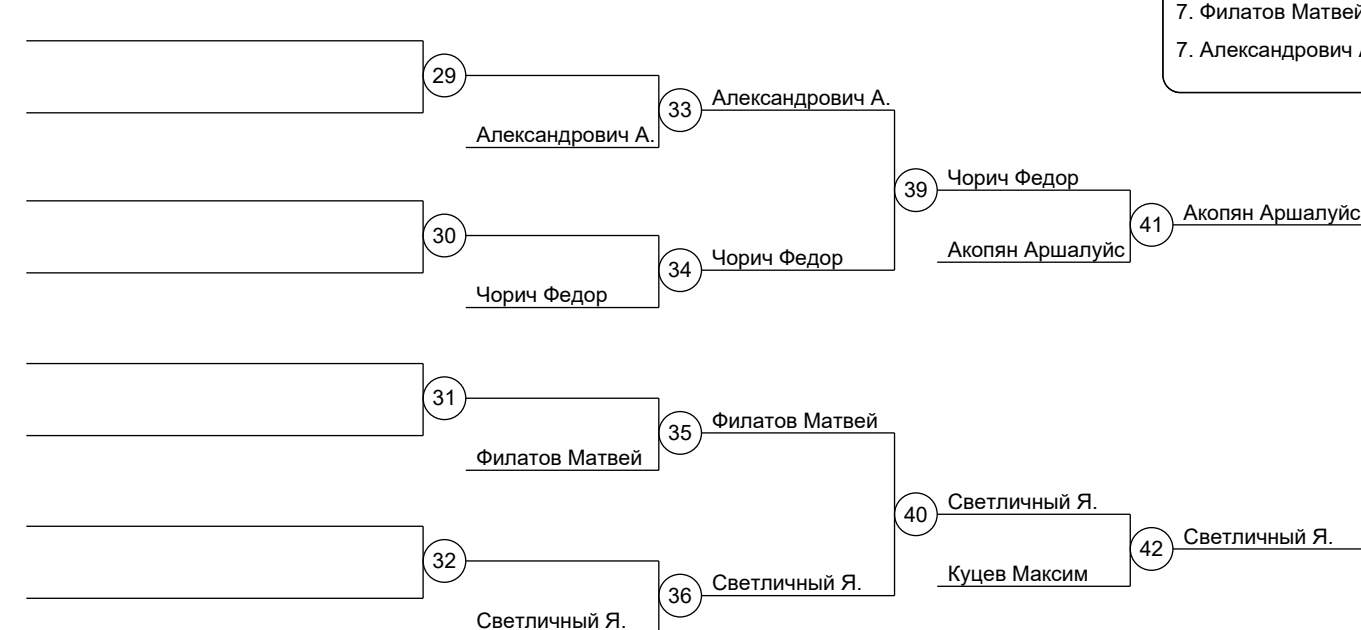 7. Филатов Матвей
7. Александрович
29
33
Александрович А.
Александрович А.
39
Чорич Федор
41
Акопян Аршалуйс
Акопян Аршалуйс
30
34
Чорич Федор
Чорич Федор
31
35
Филатов Матвей
Филатов Матвей
40
Светличный Я.
42
Светличный Я.
Куцев Максим
32
36
Светличный Я.
Светличный Я.